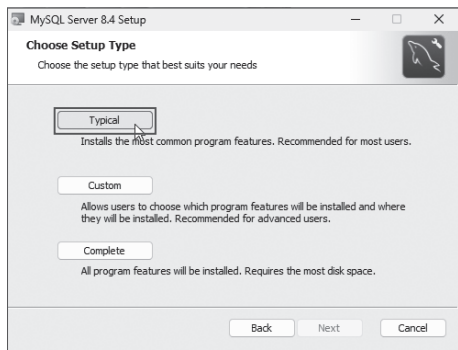 MySQL Server 8.4 Setup
Choose Setup Type
Choose the setup type that best suits your needs
Typical
Installs the most common program features. Recommended for most users.
Custom
Allows users to choose which program features will be installed and where
they will be installed. Recommended for advanced users.
Complete
All program features will be installed. Requires the most disk space.
Back Next Cancel